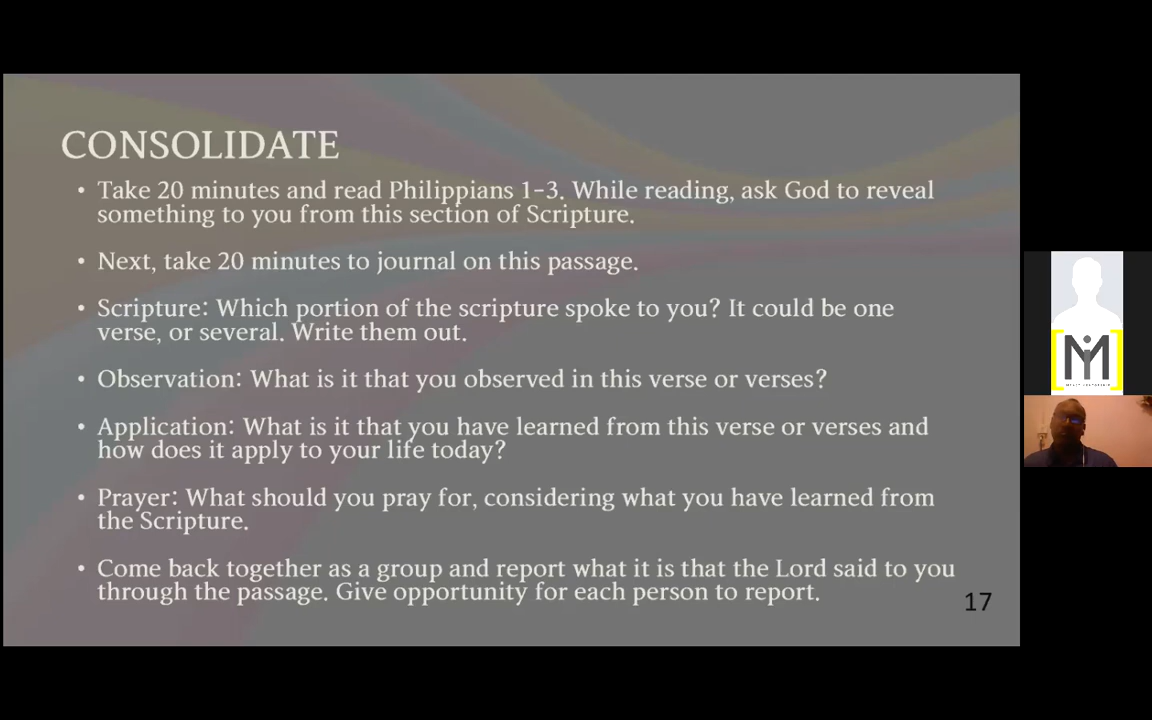 CONSOLIDATE
• Take 20 minutes and read Philippians 1-3. While reading, ask God to reveal
something to you from this section of Scripture.
• Next, take 20 minutes to journal on this passage.
• Scripture: Which portion of the scripture spoke to you? It could be one
verse, or several. Write them out.
• Observation: What is it that you observed in this verse or verses?
• Application: What is it that you have learned from this verse or verses and
how does it apply to your life today?
• Prayer: What should you pray for, considering what you have learned from
the Scripture.
• Come back together as a group and report what it is that the Lord said to you
through the passage. Give opportunity for each person to report.
17
[iM]